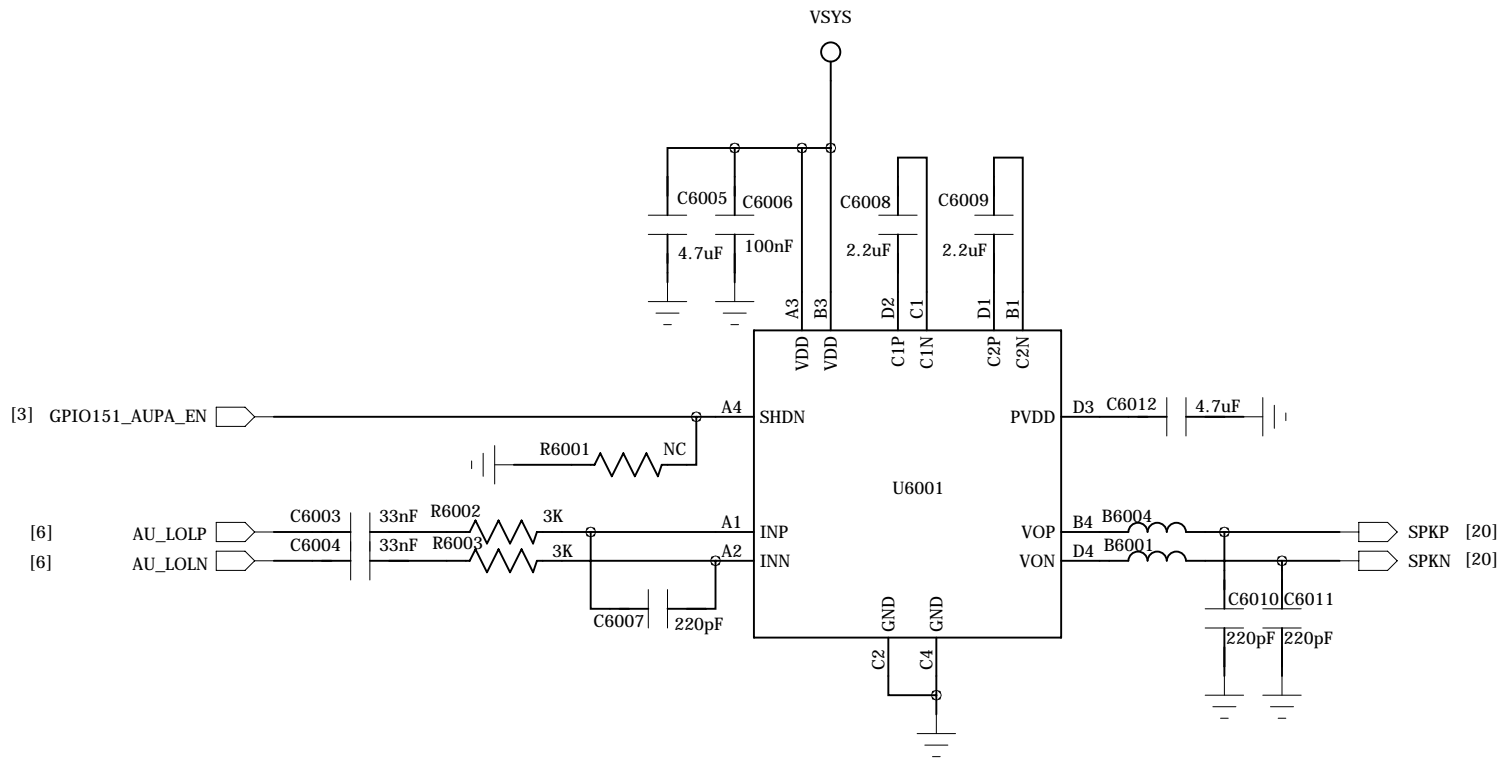 VSYS
C6005
4.7uF
C6006
100nF
C6008
2.2uF
C6009
2.2uF
A3
B3
D2
C1
D1
B1
VDD
VDD
C1P
C1N
C2P
C2N
[3] GPIO151_AUPA_EN
A4
SHDN
PVDD
D3
C6012
4.7uF
R6001
NC
U6001
[6] AU_LOLP
C6003
33nF
R6002
3K
A1
INP
VOP
B4
B6004
SPKP [20]
[6] AU_LOLN
C6004
33nF
R6003
3K
A2
INN
VON
D4
B6001
SPKN [20]
C6007
220pF
GND
GND
C2
C4
C6010
220pF
C6011
220pF